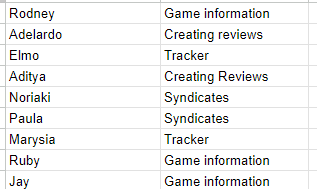 Rodney Game information
Adelardo Creating reviews
Elmo Tracker
Aditya Creating Reviews
Noriaki Syndicates
Paula Syndicates
Marysia Tracker
Ruby Game information
Jay Game information